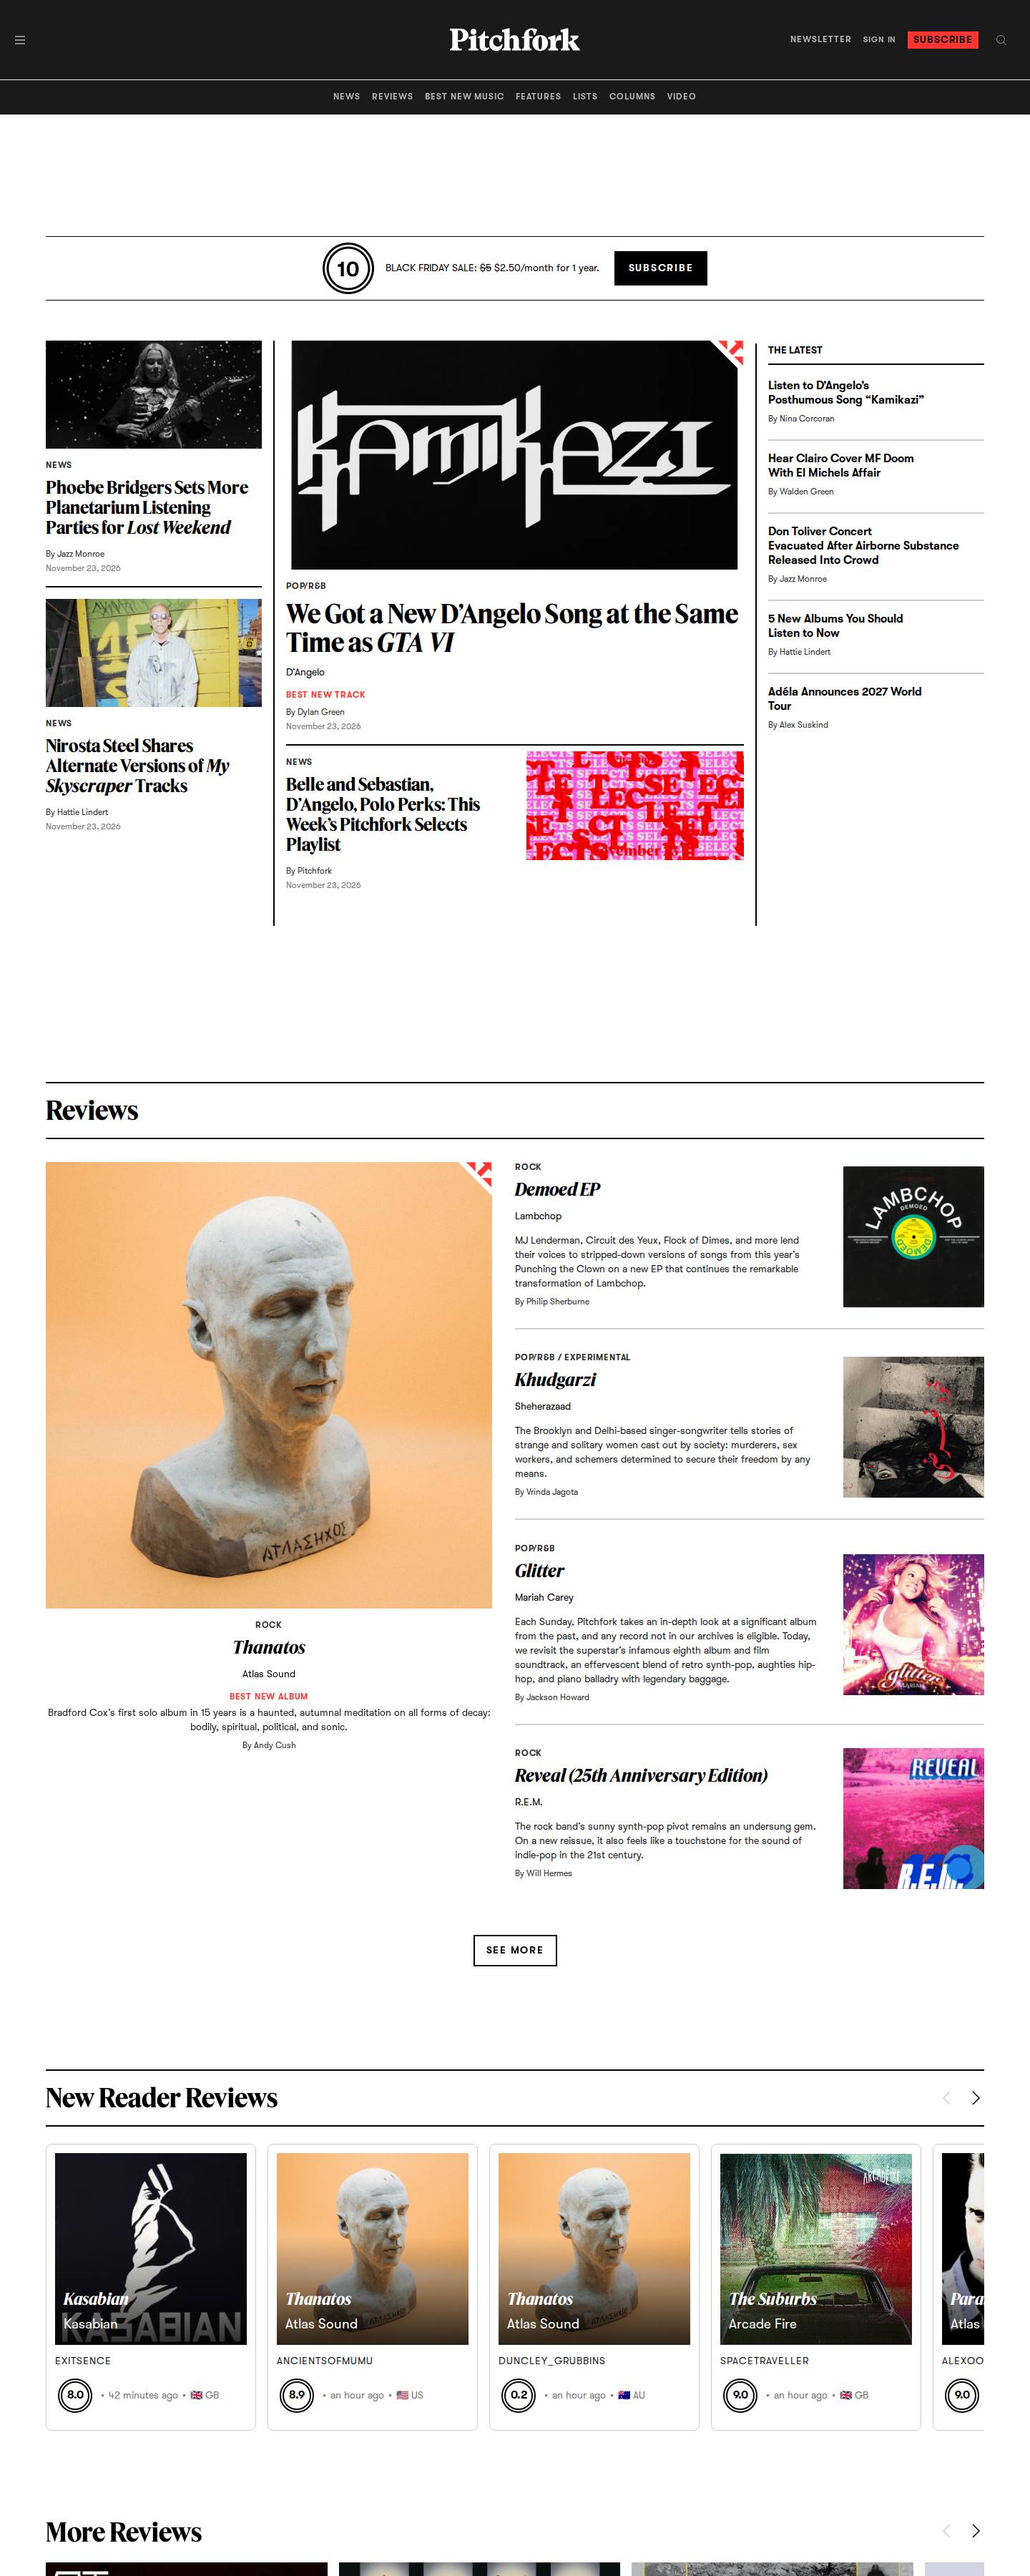 Pitchfork
NEWSLETTER
SIGN IN
SUBSCRIBE
NEWS
REVIEWS
BEST NEW MUSIC
FEATURES
LISTS
COLUMNS
VIDEO
10
BLACK FRIDAY SALE: $5 $2.50/month for 1 year.
SUBSCRIBE
NEWS
Phoebe Bridgers Sets More
Planetarium Listening
Parties for Lost Weekend
By Jazz Monroe
November 23, 2026
NEWS
Nirosta Steel Shares
Alternate Versions of My
Skyscraper Tracks
By Hattie Lindert
November 23, 2026
KAMIKAZI
POP/R&B
We Got a New D’Angelo Song at the Same
Time as GTA VI
D’Angelo
BEST NEW TRACK
By Dylan Green
November 23, 2026
NEWS
Belle and Sebastian,
D’Angelo, Polo Perks: This
Week’s Pitchfork Selects
Playlist
By Pitchfork
November 23, 2026
THE LATEST
Listen to D’Angelo’s
Posthumous Song “Kamikazi”
By Nina Corcoran
Hear Clairo Cover MF Doom
With El Michels Affair
By Walden Green
Don Toliver Concert
Evacuated After Airborne Substance
Released Into Crowd
By Jazz Monroe
5 New Albums You Should
Listen to Now
By Hattie Lindert
Adéla Announces 2027 World
Tour
By Alex Suskind
Reviews
ΑΤΛΑΣΗΧΟΣ
ROCK
Thanatos
Atlas Sound
BEST NEW ALBUM
Bradford Cox’s first solo album in 15 years is a haunted, autumnal meditation on all forms of decay:
bodily, spiritual, political, and sonic.
By Andy Cush
ROCK
Demoed EP
Lambchop
MJ Lenderman, Circuit des Yeux, Flock of Dimes, and more lend
their voices to stripped-down versions of songs from this year’s
Punching the Clown on a new EP that continues the remarkable
transformation of Lambchop.
By Philip Sherburne
LAMBCHOP
DEMOED
DEMOED
POP/R&B / EXPERIMENTAL
Khudgarzi
Sheherazaad
The Brooklyn and Delhi-based singer-songwriter tells stories of
strange and solitary women cast out by society: murderers, sex
workers, and schemers determined to secure their freedom by any
means.
By Vrinda Jagota
POP/R&B
Glitter
Mariah Carey
Each Sunday, Pitchfork takes an in-depth look at a significant album
from the past, and any record not in our archives is eligible. Today,
we revisit the superstar’s infamous eighth album and film
soundtrack, an effervescent blend of retro synth-pop, aughties hip-
hop, and piano balladry with legendary baggage.
By Jackson Howard
glitter
MARIAH
ROCK
Reveal (25th Anniversary Edition)
R.E.M.
The rock band’s sunny synth-pop pivot remains an undersung gem.
On a new reissue, it also feels like a touchstone for the sound of
indie-pop in the 21st century.
By Will Hermes
REVEAL
R.E.M.
SEE MORE
New Reader Reviews
Kasabian
Kasabian
KASABIAN
EXITSENCE
8.0
• 42 minutes ago • 🇬🇧 GB
Thanatos
Atlas Sound
ANCIENTSOFMUMU
8.9
• an hour ago • 🇺🇸 US
Thanatos
Atlas Sound
DUNCLEY_GRUBBINS
0.2
• an hour ago • 🇦🇺 AU
ARCADE FIRE
The Suburbs
Arcade Fire
SPACETRAVELLER
9.0
• an hour ago • 🇬🇧 GB
Para
Atlas
ALEXOO
9.0
More Reviews